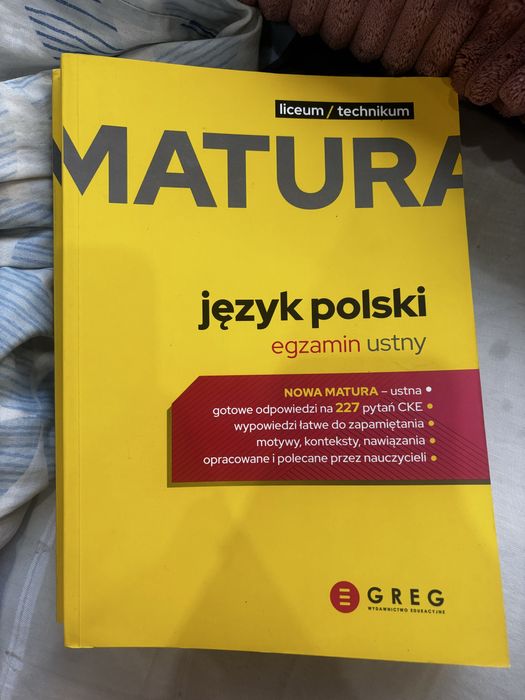 liceum / technikum
MATURA
język polski
egzamin ustny
NOWA MATURA – ustna
gotowe odpowiedzi na 227 pytań CKE
wypowiedzi łatwe do zapamiętania
motywy, konteksty, nawiązania
opracowane i polecane przez nauczycieli
GREG
WYDAWNICTWO EDUKACYJNE